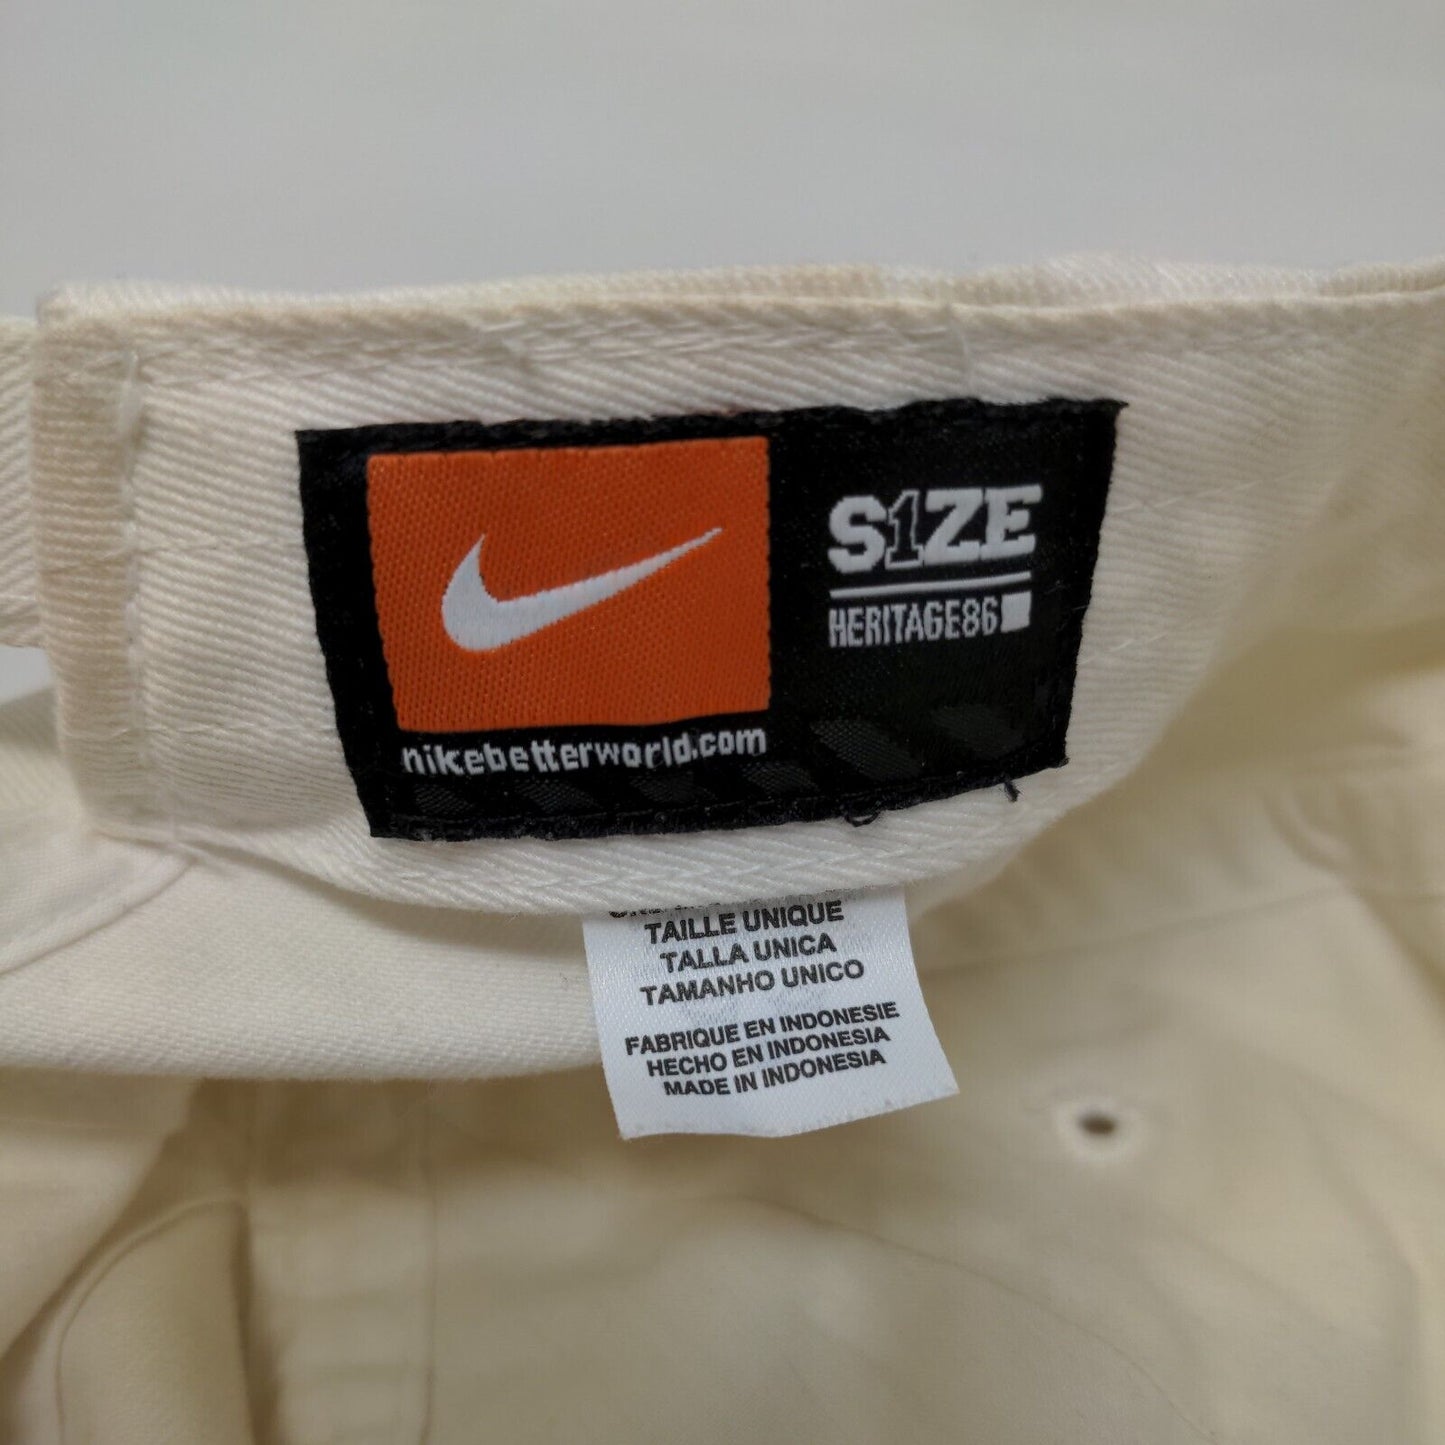 S1ZE
HERITAGE86
nikebetterworld.com
TAILLE UNIQUE
TALLA UNICA
TAMANHO UNICO
FABRIQUE EN INDONESIE
HECHO EN INDONESIA
MADE IN INDONESIA